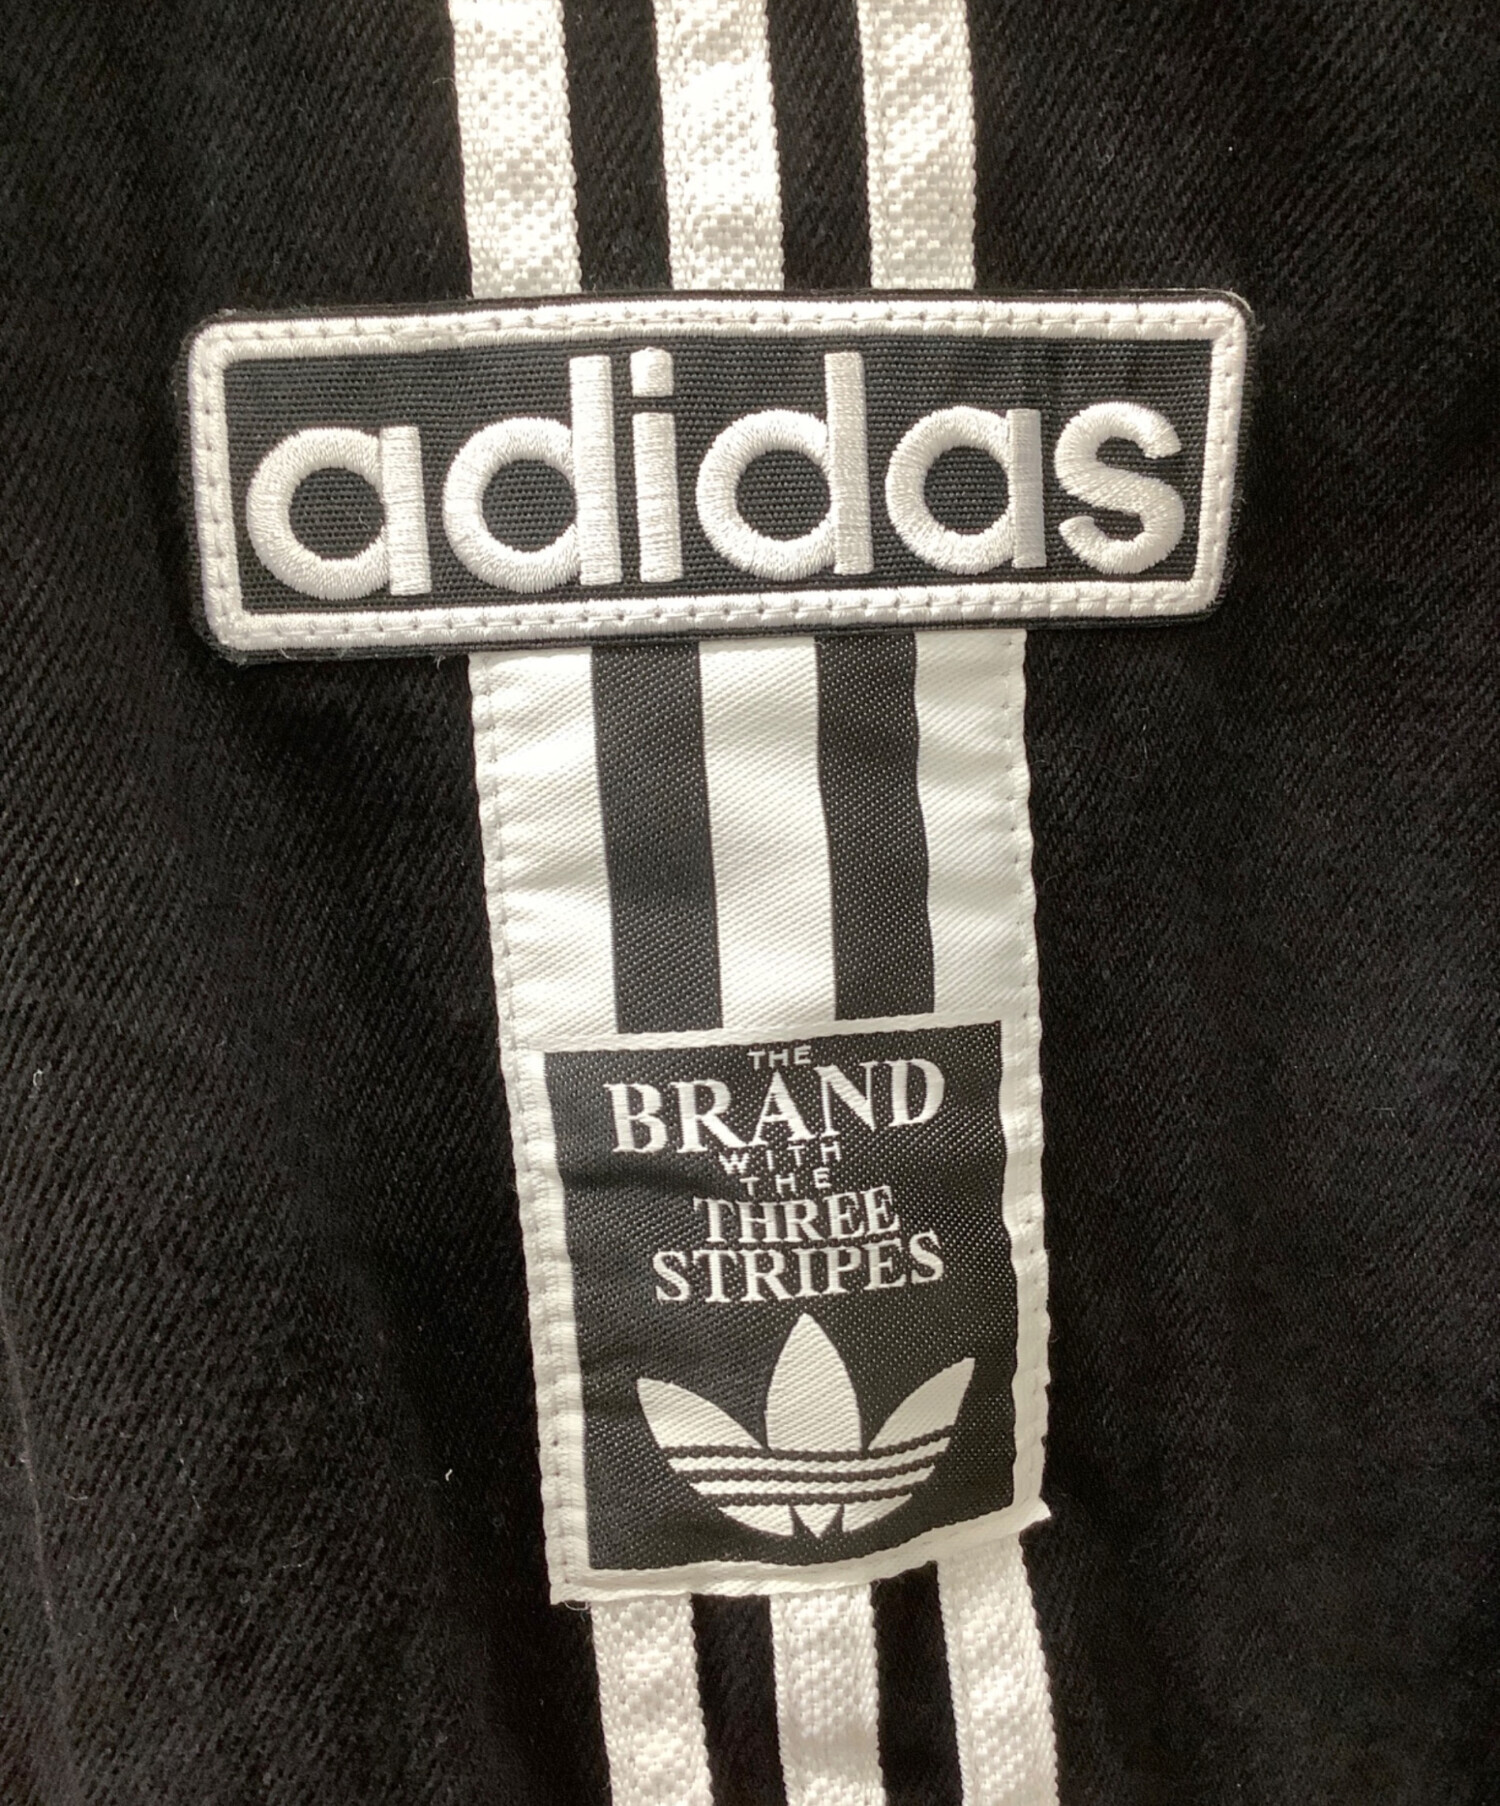 adidas
THE
BRAND
WITH
THE
THREE
STRIPES